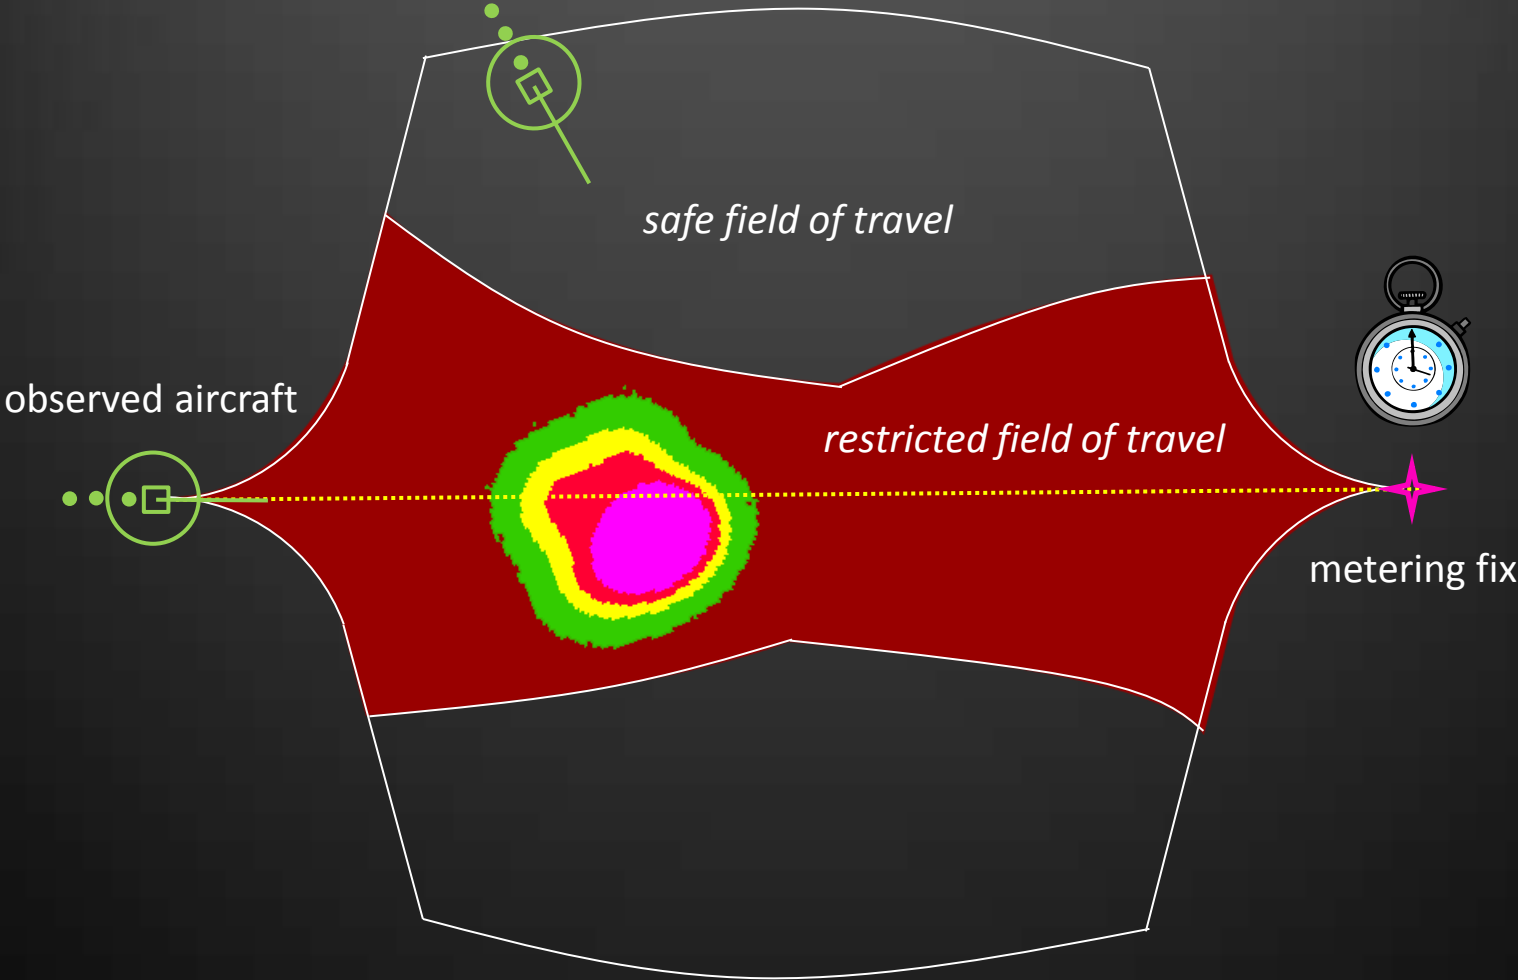 safe field of travel
observed aircraft
restricted field of travel
metering fix